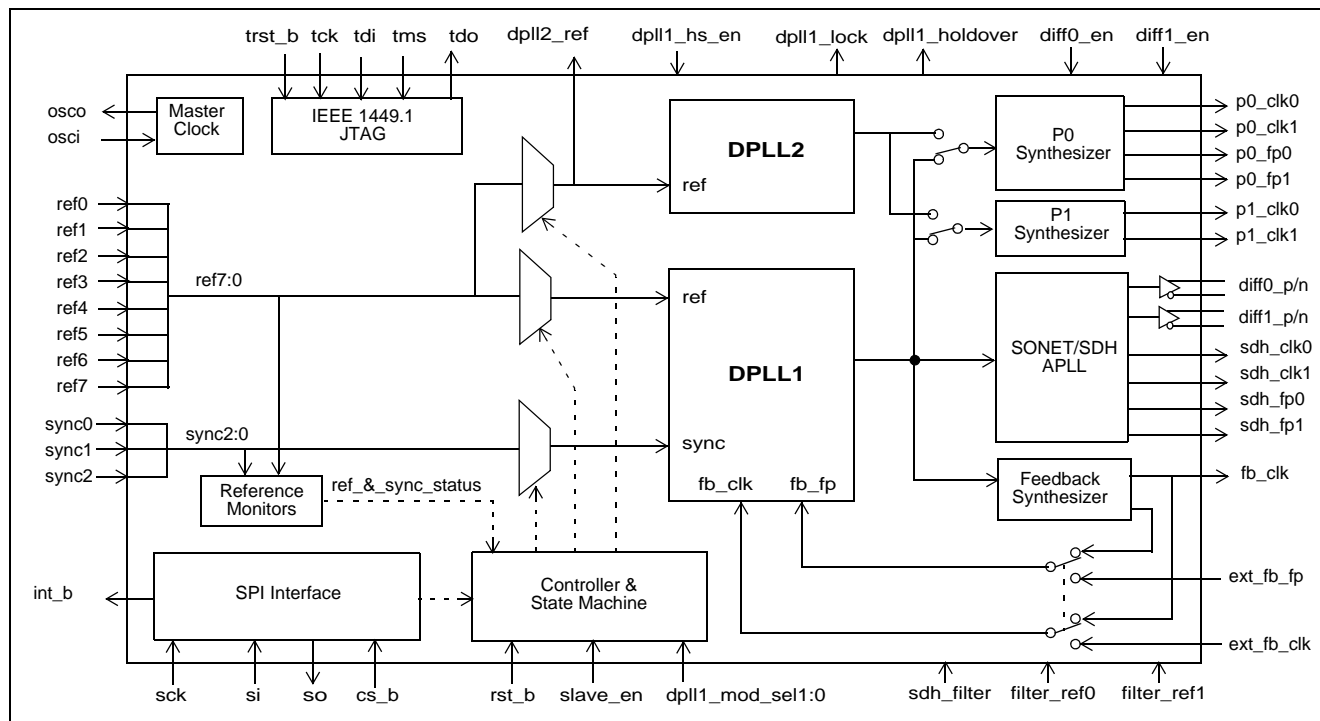 trst_b tck tdi tms tdo dpll2_ref dpll1_hs_en dpll1_lock dpll1_holdover diff0_en diff1_en
osco
osci
Master
Clock
IEEE 1449.1
JTAG
DPLL2
ref
P0
Synthesizer
p0_clk0
p0_clk1
p0_fp0
p0_fp1
P1
Synthesizer
p1_clk0
p1_clk1
ref0
ref1
ref2
ref3
ref4
ref5
ref6
ref7
ref7:0
ref
DPLL1
sync
fb_clk fb_fp
SONET/SDH
APLL
diff0_p/n
diff1_p/n
sdh_clk0
sdh_clk1
sdh_fp0
sdh_fp1
sync0
sync1
sync2
sync2:0
Reference
Monitors
ref_&_sync_status
Feedback
Synthesizer
fb_clk
ext_fb_fp
ext_fb_clk
int_b
SPI Interface
Controller &
State Machine
sck si so cs_b rst_b slave_en dpll1_mod_sel1:0 sdh_filter filter_ref0 filter_ref1